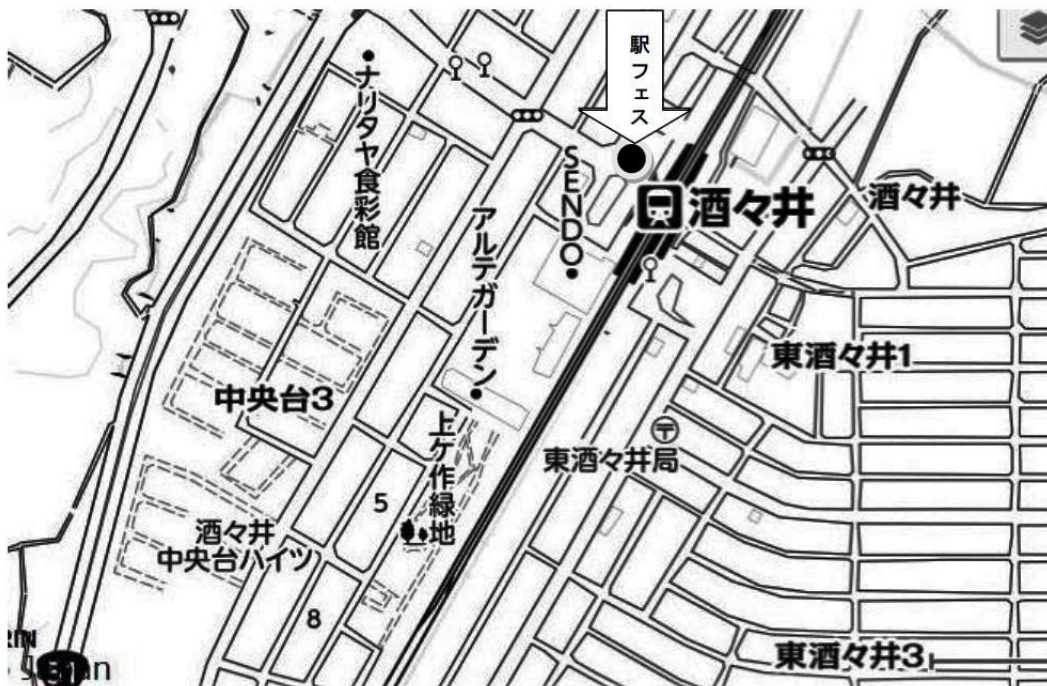 駅フェス
ナリタヤ食彩館
SENDO
酒々井
酒々井
アルテガーデン
東酒々井1
中央台3
上ケ作緑地
東酒々井局
5
酒々井
中央台ハイツ
8
東酒々井3